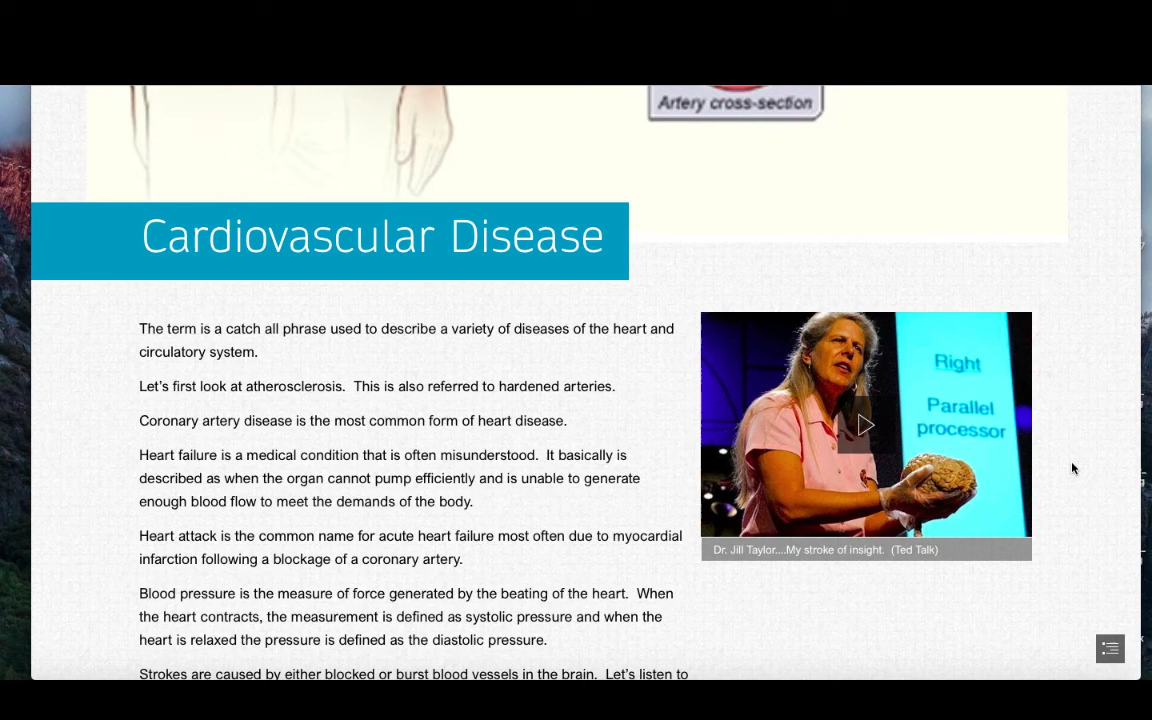 Artery cross-section
Cardiovascular Disease
The term is a catch all phrase used to describe a variety of diseases of the heart and
circulatory system.
Let’s first look at atherosclerosis.  This is also referred to hardened arteries.
Coronary artery disease is the most common form of heart disease.
Heart failure is a medical condition that is often misunderstood.  It basically is
described as when the organ cannot pump efficiently and is unable to generate
enough blood flow to meet the demands of the body.
Heart attack is the common name for acute heart failure most often due to myocardial
infarction following a blockage of a coronary artery.
Blood pressure is the measure of force generated by the beating of the heart.  When
the heart contracts, the measurement is defined as systolic pressure and when the
heart is relaxed the pressure is defined as the diastolic pressure.
Strokes are caused by either blocked or burst blood vessels in the brain.  Let’s listen to
Right
Parallel
processor
Dr. Jill Taylor....My stroke of insight.  (Ted Talk)